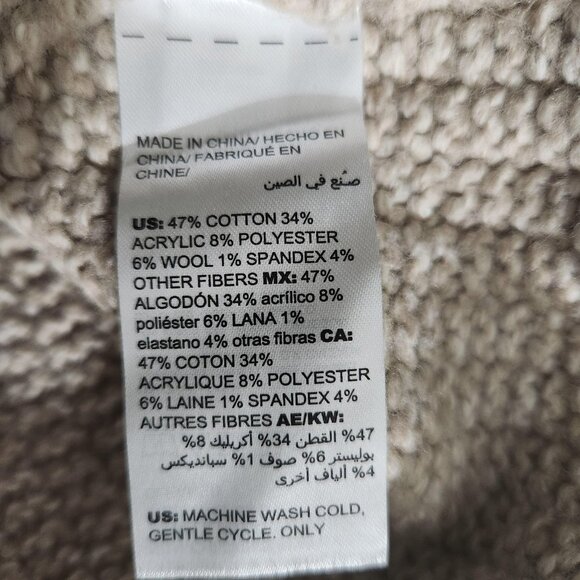 MADE IN CHINA/ HECHO EN
CHINA/ FABRIQUÉ EN
CHINE/
صُنع في الصين
US: 47% COTTON 34%
ACRYLIC 8% POLYESTER
6% WOOL 1% SPANDEX 4%
OTHER FIBERS MX: 47%
ALGODÓN 34% acrílico 8%
poliéster 6% LANA 1%
elastano 4% otras fibras CA:
47% COTON 34%
ACRYLIQUE 8% POLYESTER
6% LAINE 1% SPANDEX 4%
AUTRES FIBRES AE/KW:
47% القطن 34% أكريليك 8%
بوليستر 6% صوف 1% سبانديكس
4% ألياف أخرى
US: MACHINE WASH COLD,
GENTLE CYCLE. ONLY